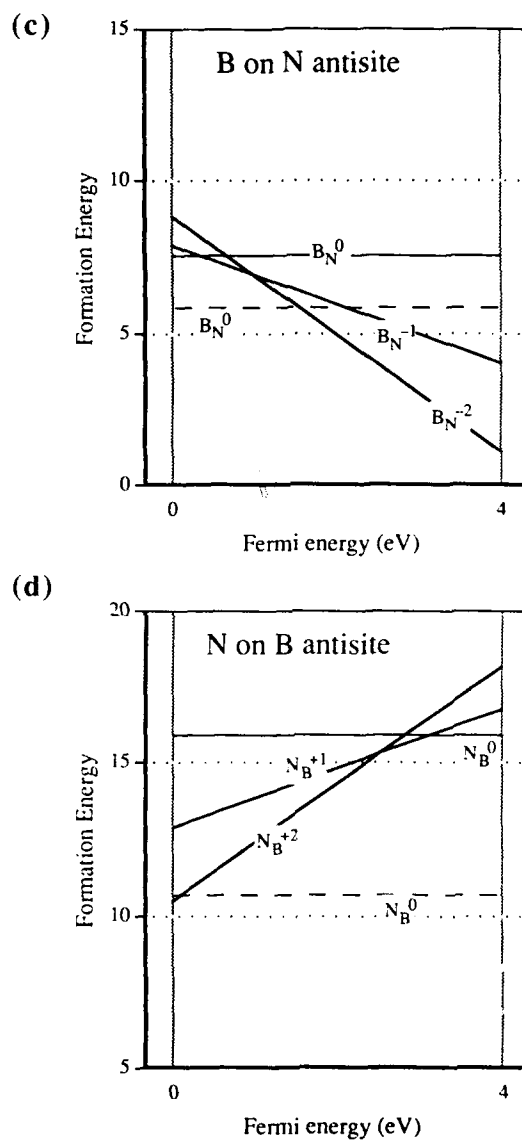 (c)
15
B on N antisite
10
Formation Energy
B_N^0
B_N^0
5
B_N^-1
B_N^-2
0
0
4
Fermi energy (eV)
(d)
20
N on B antisite
15
N_B^0
N_B^+1
Formation Energy
N_B^+2
10
N_B^0
5
0
4
Fermi energy (eV)